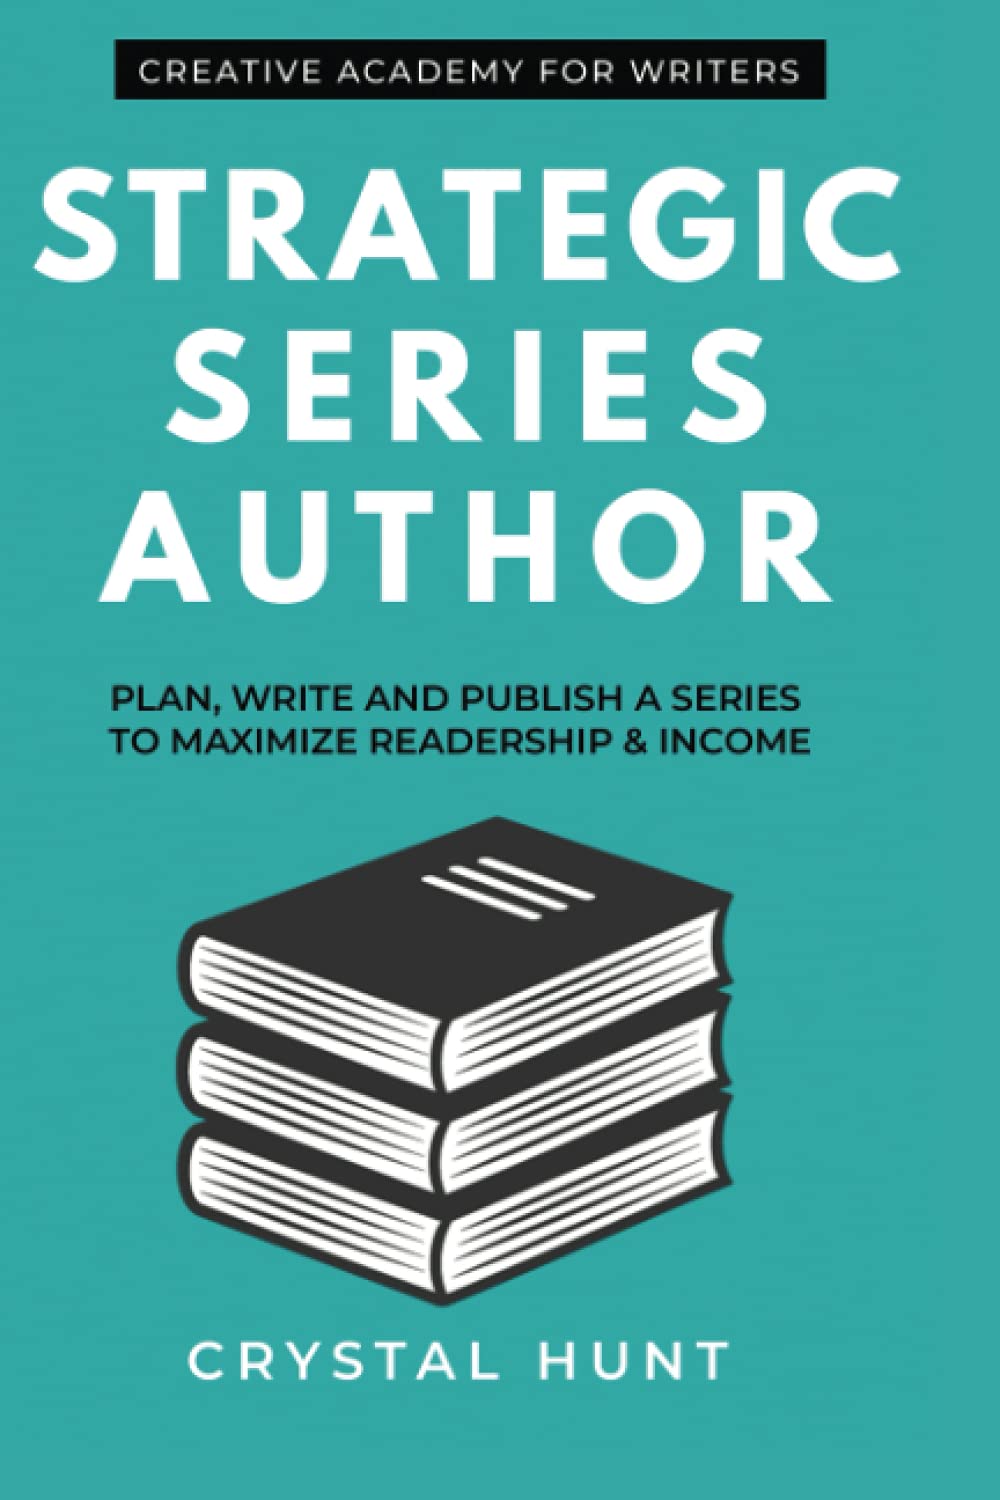 CREATIVE ACADEMY FOR WRITERS
STRATEGIC
SERIES
AUTHOR
PLAN, WRITE AND PUBLISH A SERIES
TO MAXIMIZE READERSHIP & INCOME
CRYSTAL HUNT